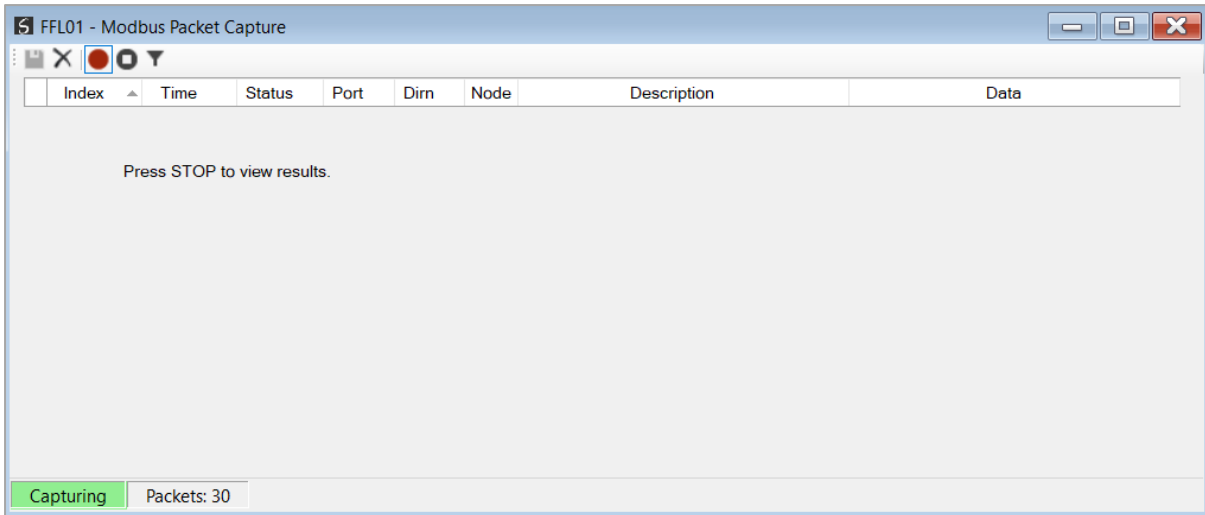 FFL01 - Modbus Packet Capture
Index Time Status Port Dirn Node Description Data
Press STOP to view results.
Capturing Packets: 30